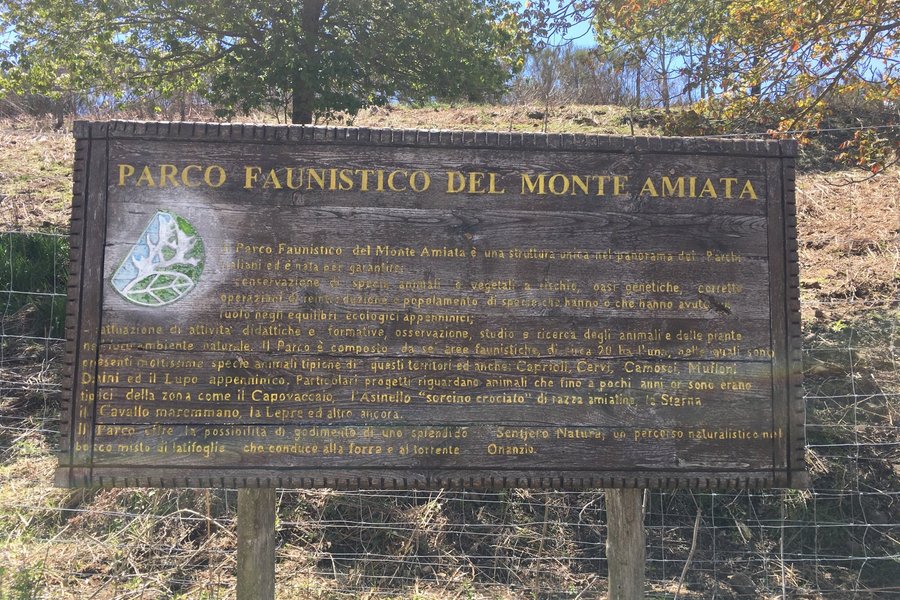 PARCO FAUNISTICO DEL MONTE AMIATA
Parco Faunistico del Monte Amiata è una struttura unica nel panorama dei Parchi
ed è nata per garantire:
conservazione di specie animali e vegetali a rischio, oasi genetiche, corrette
operazioni di reintroduzione e popolamento di specie che hanno o che hanno avuto un
ruolo negli equilibri ecologici appenninici;
- attuazione di attività didattiche e formative, osservazione, studio e ricerca degli animali e delle piante
nel loro ambiente naturale. Il Parco è composto da sei aree faunistiche, di circa 20 ha l'una, nelle quali sono
presenti moltissime specie animali tipiche di questi territori ed anche: Caprioli, Cervi, Camosci, Mufloni
Daini ed il Lupo appenninico. Particolari progetti riguardano animali che fino a pochi anni or sono erano
tipici della zona come il Capovaccaio, l'Asinello "sorcino crociato" di razza amiatina, la Starna
il Cavallo maremmano, la Lepre ed altro ancora.
Il Parco offre la possibilità di godimento di uno splendido Sentiero Natura, un percorso naturalistico nel
bosco misto di latifoglie che conduce alla forra e al torrente Onanzio.